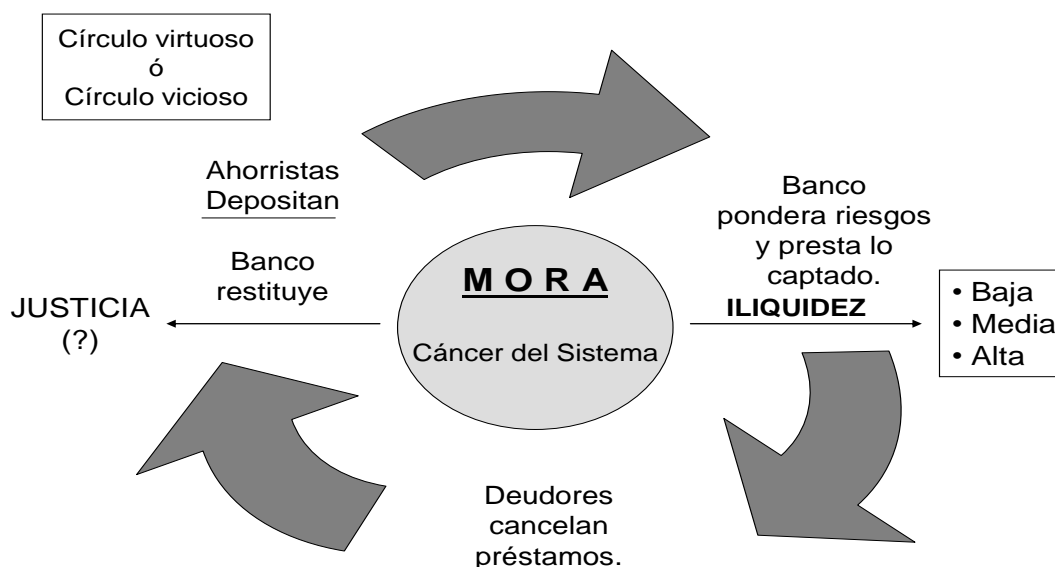 Círculo virtuoso
ó
Círculo vicioso
Ahorristas
Depositan
Banco
restituye
JUSTICIA
(?)
M O R A
Cáncer del Sistema
Banco
pondera riesgos
y presta lo
captado.
ILIQUIDEZ
• Baja
• Media
• Alta
Deudores
cancelan
préstamos.